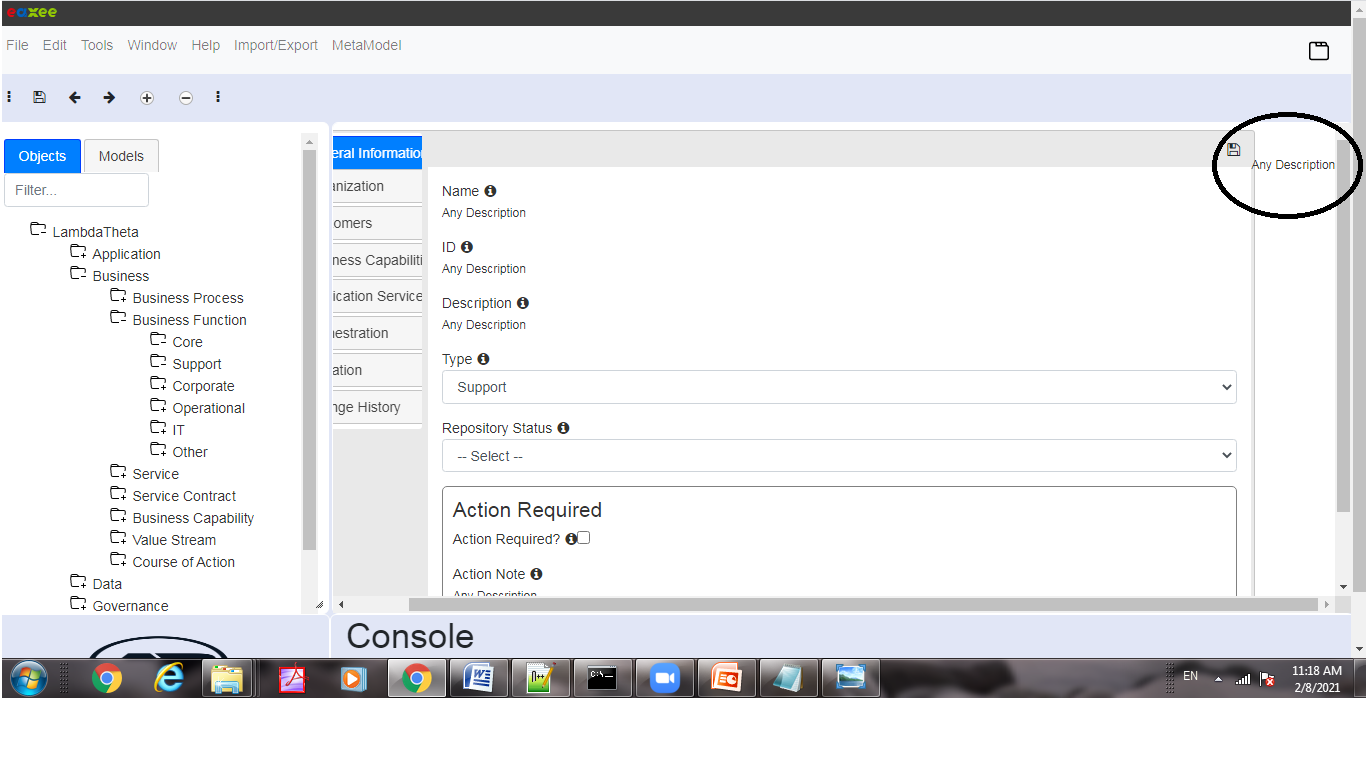 eaxee
File Edit Tools Window Help Import/Export MetaModel
Objects Models
Filter...
LambdaTheta
Application
Business
Business Process
Business Function
Core
Support
Corporate
Operational
IT
Other
Service
Service Contract
Business Capability
Value Stream
Course of Action
Data
Governance
eral Information
anization
omers
ness Capabiliti
ication Service
hestration
ation
nge History
Name
Any Description
ID
Any Description
Description
Any Description
Type
Support
Repository Status
-- Select --
Action Required
Action Required?
Action Note
Any Description
Any Description
Console
EN
11:18 AM
2/8/2021